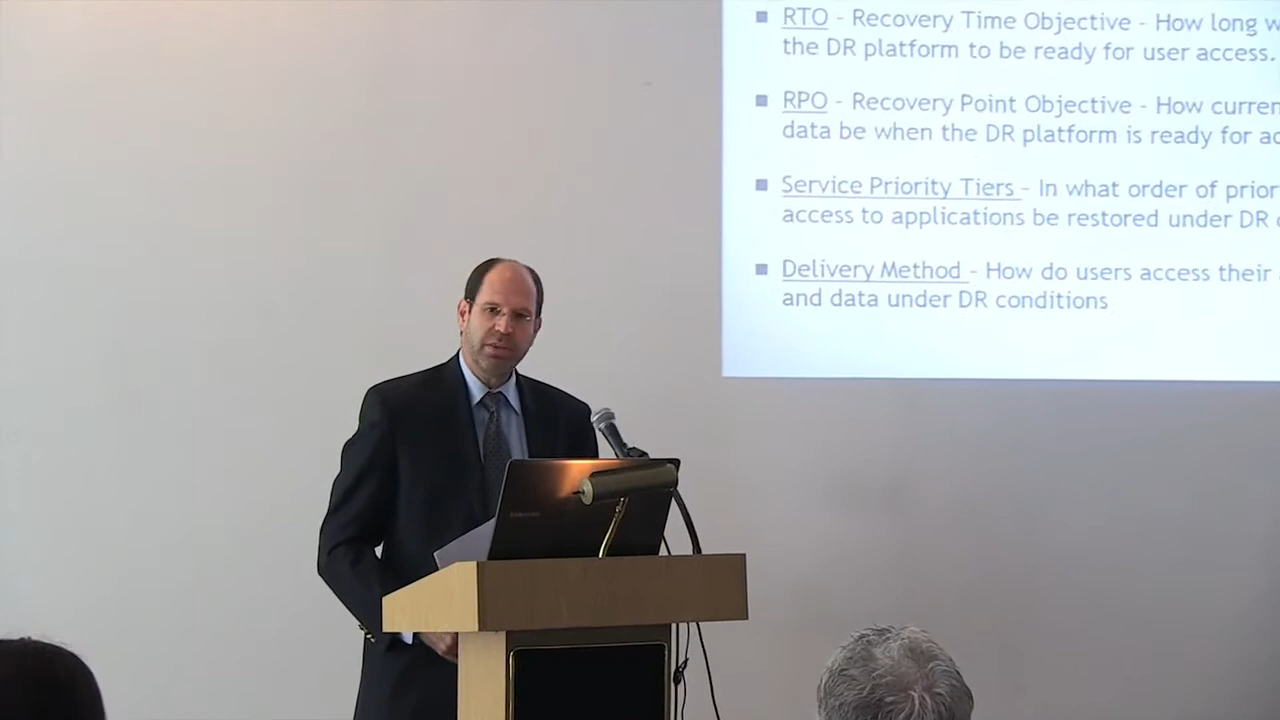 ■ RTO - Recovery Time Objective - How long w
the DR platform to be ready for user access.
■ RPO - Recovery Point Objective - How curren
data be when the DR platform is ready for ac
■ Service Priority Tiers - In what order of prior
access to applications be restored under DR
■ Delivery Method - How do users access their
and data under DR conditions
SAMSUNG